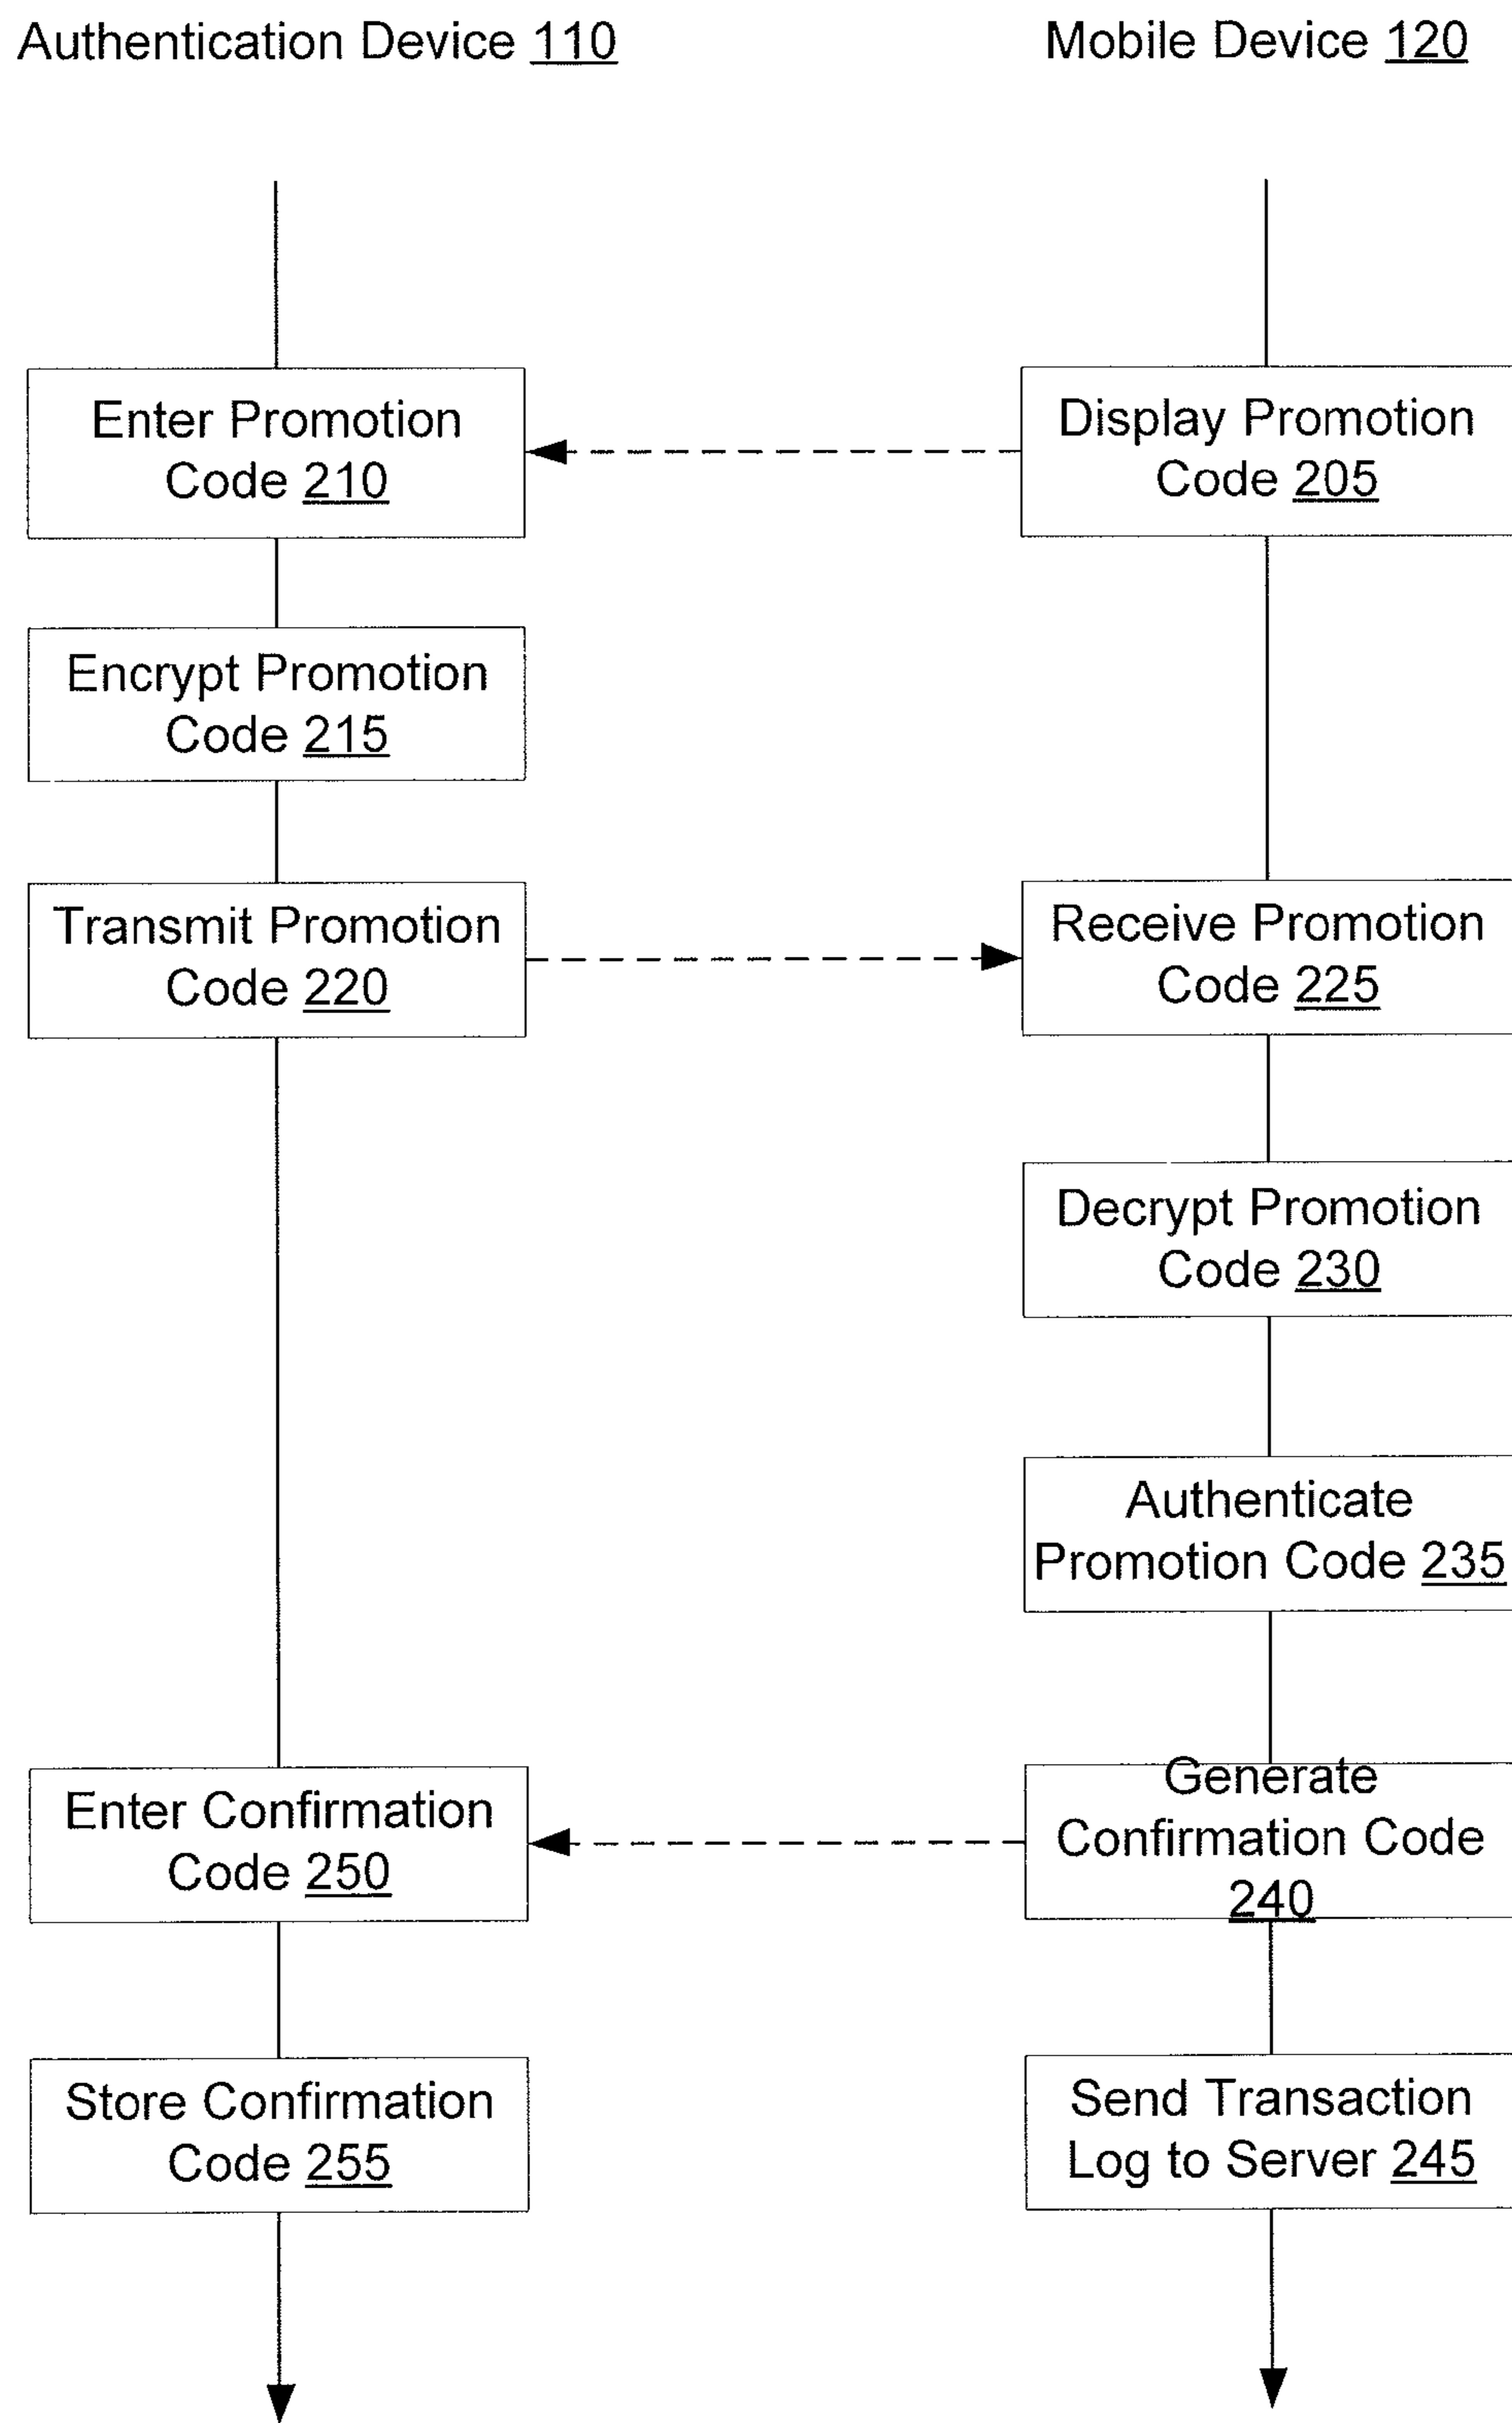 Authentication Device 110
Mobile Device 120
Enter Promotion
Code 210
Display Promotion
Code 205
Encrypt Promotion
Code 215
Transmit Promotion
Code 220
Receive Promotion
Code 225
Decrypt Promotion
Code 230
Authenticate
Promotion Code 235
Enter Confirmation
Code 250
Generate
Confirmation Code
240
Store Confirmation
Code 255
Send Transaction
Log to Server 245